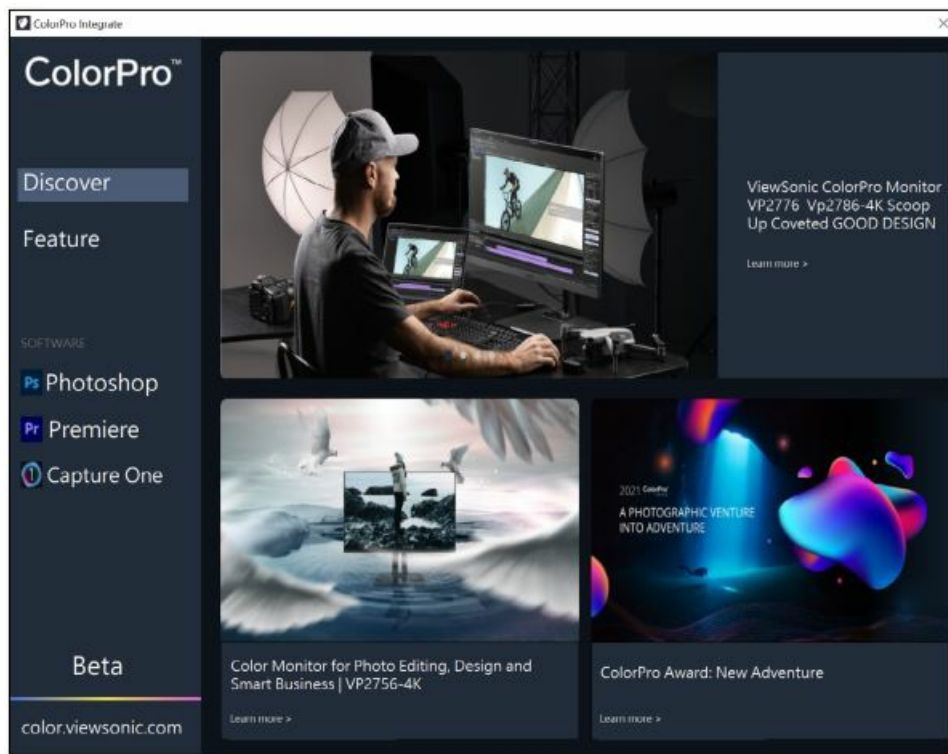 ColorPro Integrate
ColorPro™
Discover
Feature
SOFTWARE
Ps Photoshop
Pr Premiere
1 Capture One
Beta
color.viewsonic.com
ViewSonic ColorPro Monitor
VP2776 Vp2786-4K Scoop
Up Coveted GOOD DESIGN
Learn more >
Color Monitor for Photo Editing, Design and
Smart Business | VP2756-4K
Learn more >
2021 ColorPro
A PHOTOGRAPHIC VENTURE
INTO ADVENTURE
ColorPro Award: New Adventure
Learn more >